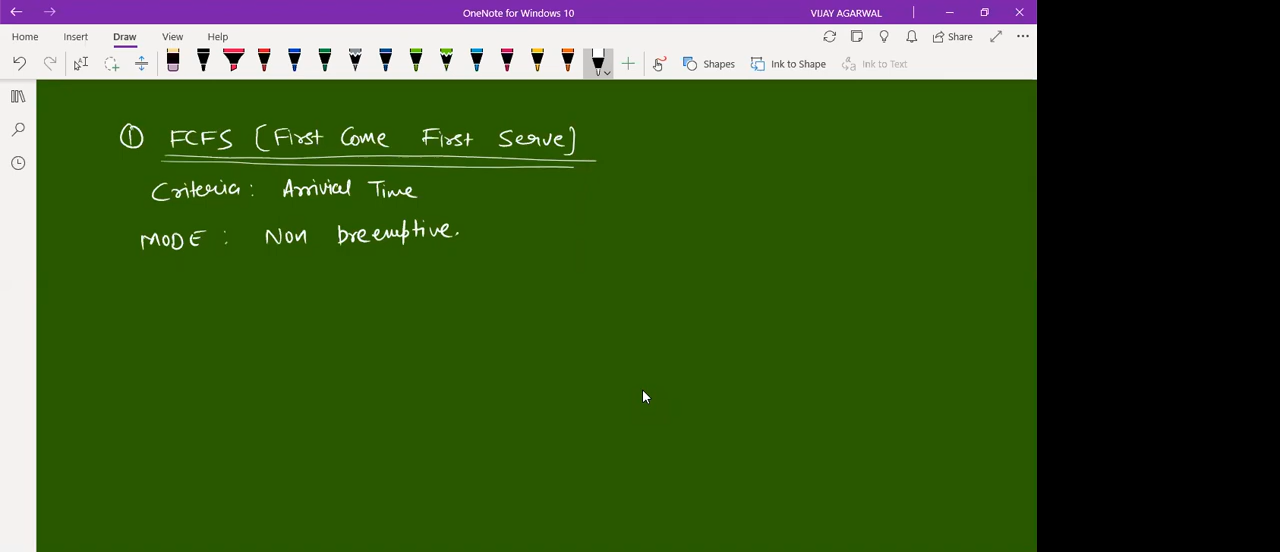 OneNote for Windows 10
VIJAY AGARWAL
Home Insert Draw View Help
Share
Shapes Ink to Shape Ink to Text
① FCFS [First Come First Serve]
Criteria: Arrivial Time
MODE : Non preemptive.